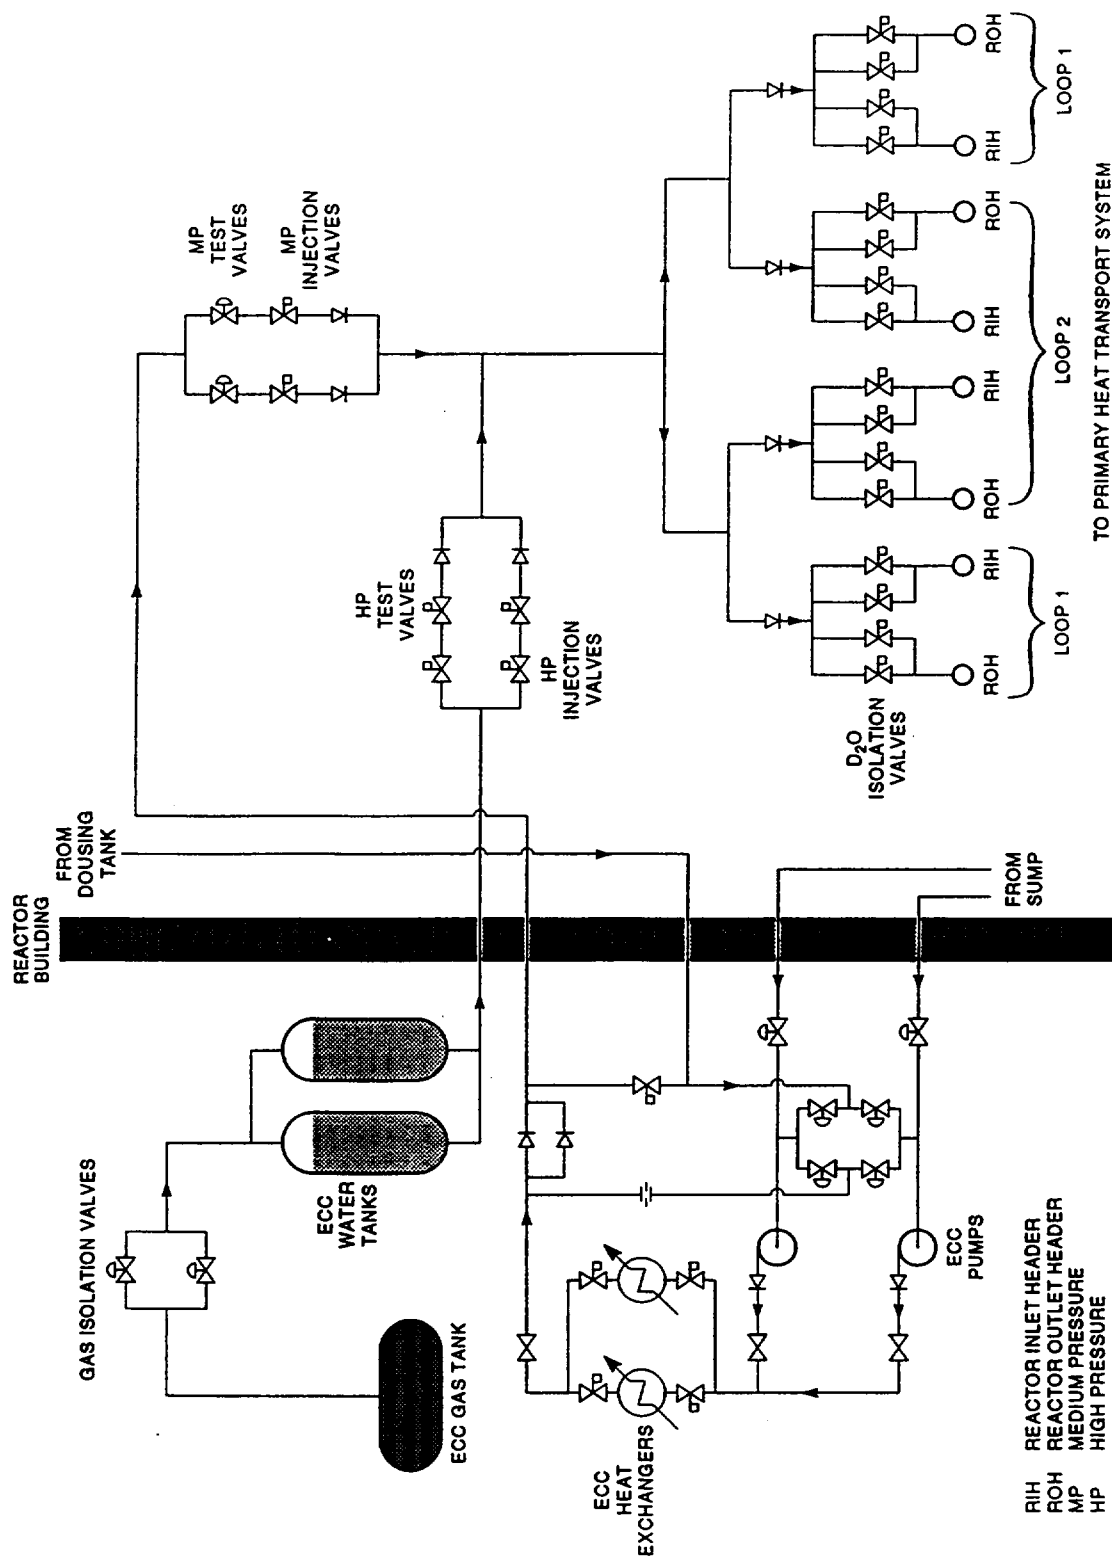 REACTOR
BUILDING
FROM
DOUSING
TANK
MP
TEST
VALVES
MP
INJECTION
VALVES
GAS ISOLATION VALVES
ECC
WATER
TANKS
ECC GAS TANK
HP
TEST
VALVES
HP
INJECTION
VALVES
ECC
HEAT
EXCHANGERS
ECC
PUMPS
FROM
SUMP
D₂O
ISOLATION
VALVES
ROH
RIH
ROH
RIH
RIH
ROH
RIH
ROH
LOOP 1
LOOP 2
LOOP 1
TO PRIMARY HEAT TRANSPORT SYSTEM
RIH REACTOR INLET HEADER
ROH REACTOR OUTLET HEADER
MP MEDIUM PRESSURE
HP HIGH PRESSURE